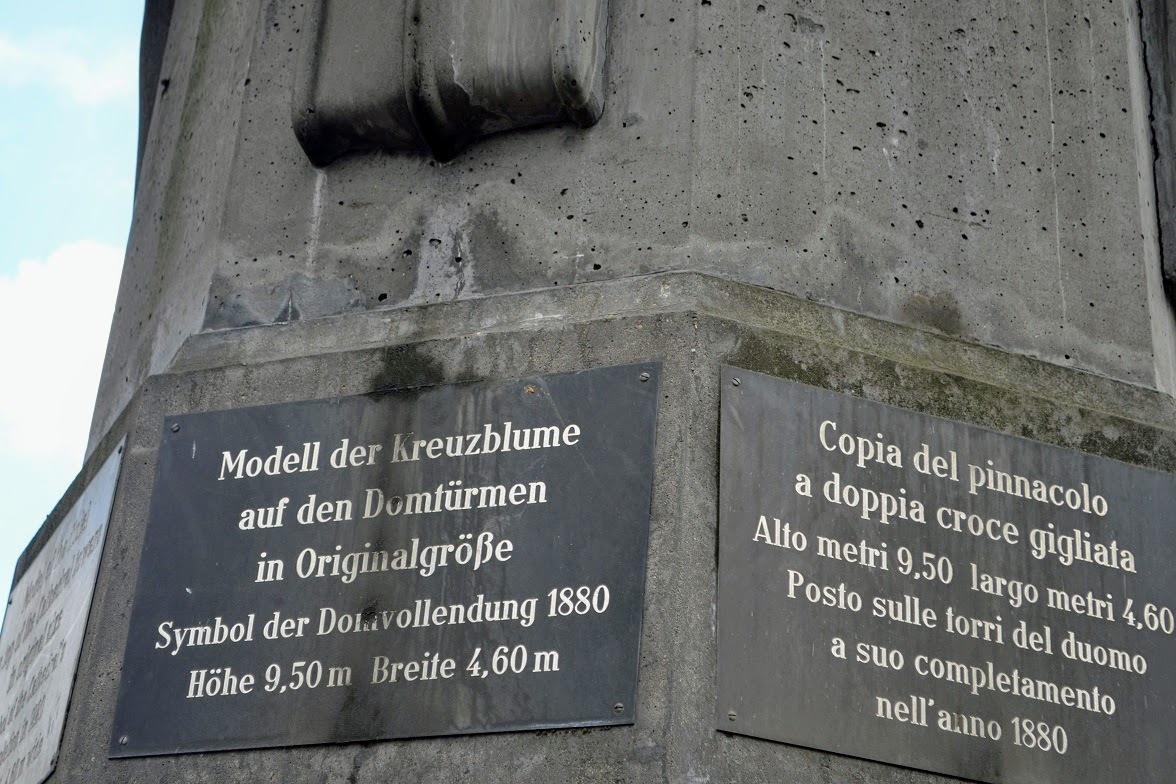 Modell der Kreuzblume
auf den Domtürmen
in Originalgröße
Symbol der Domvollendung 1880
Höhe 9,50 m Breite 4,60 m
Copia del pinnacolo
a doppia croce gigliata
Alto metri 9,50 largo metri 4,60
Posto sulle torri del duomo
a suo completamento
nell'anno 1880